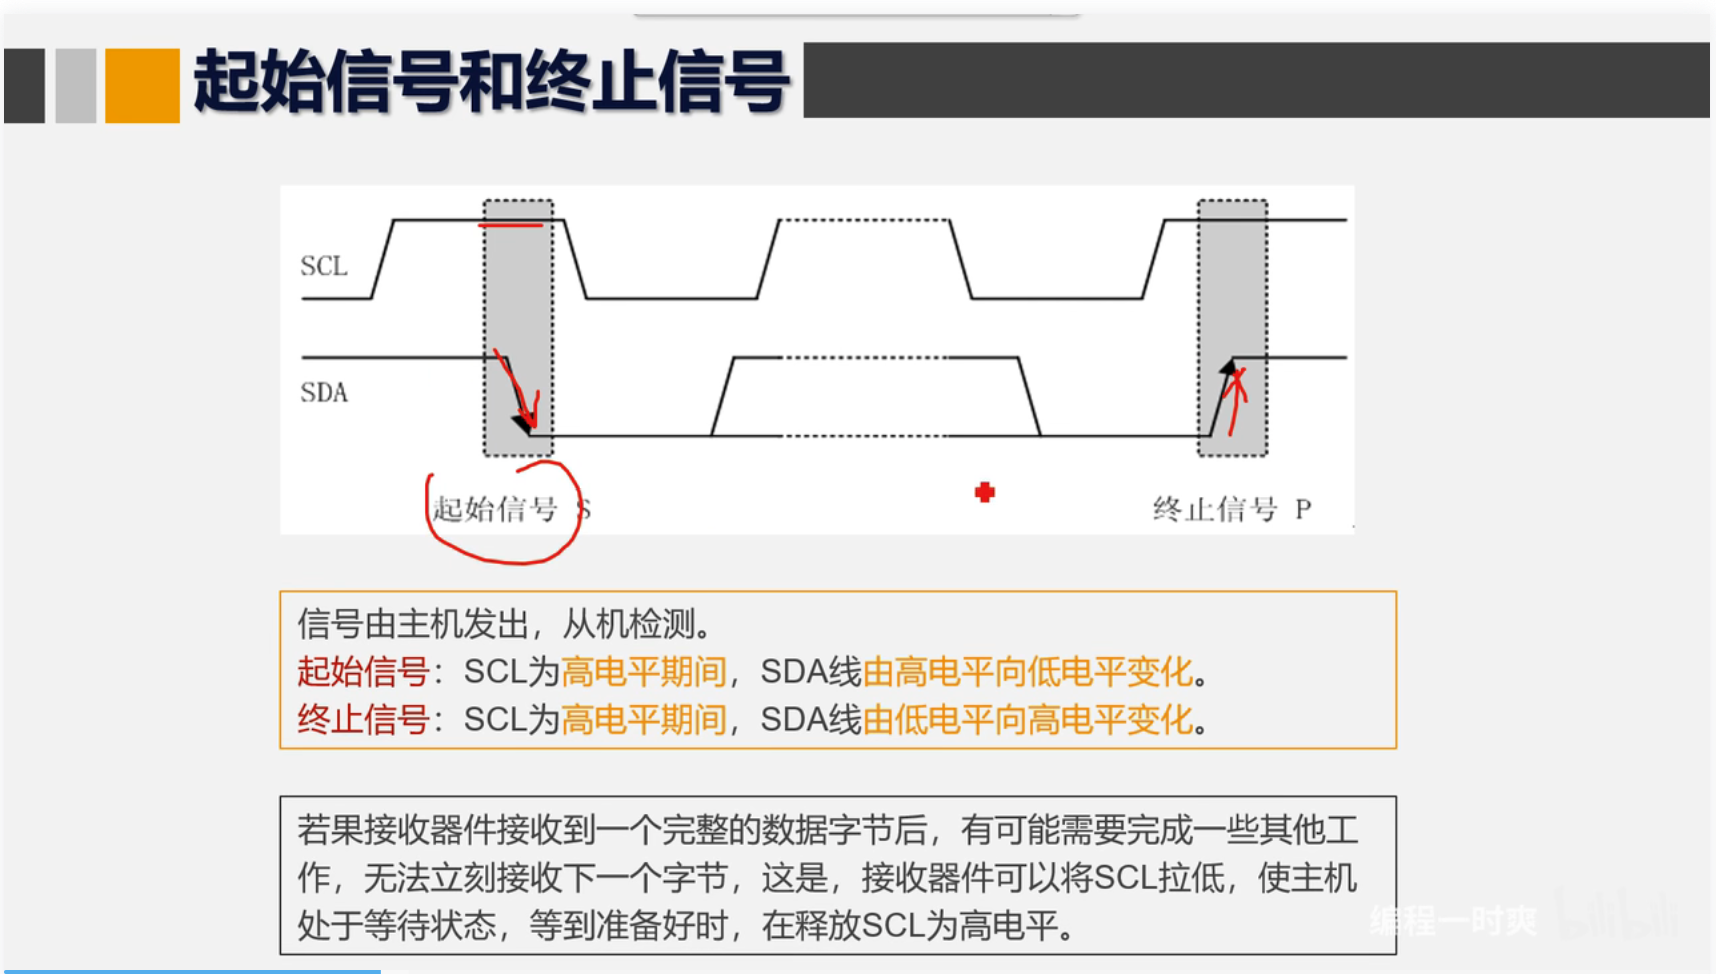 起始信号和终止信号
SCL
SDA
起始信号 S
终止信号 P
信号由主机发出，从机检测。
起始信号：SCL为高电平期间，SDA线由高电平向低电平变化。
终止信号：SCL为高电平期间，SDA线由低电平向高电平变化。
若果接收器件接收到一个完整的数据字节后，有可能需要完成一些其他工
作，无法立刻接收下一个字节，这是，接收器件可以将SCL拉低，使主机
处于等待状态，等到准备好时，在释放SCL为高电平。
编程一时爽 bilibili